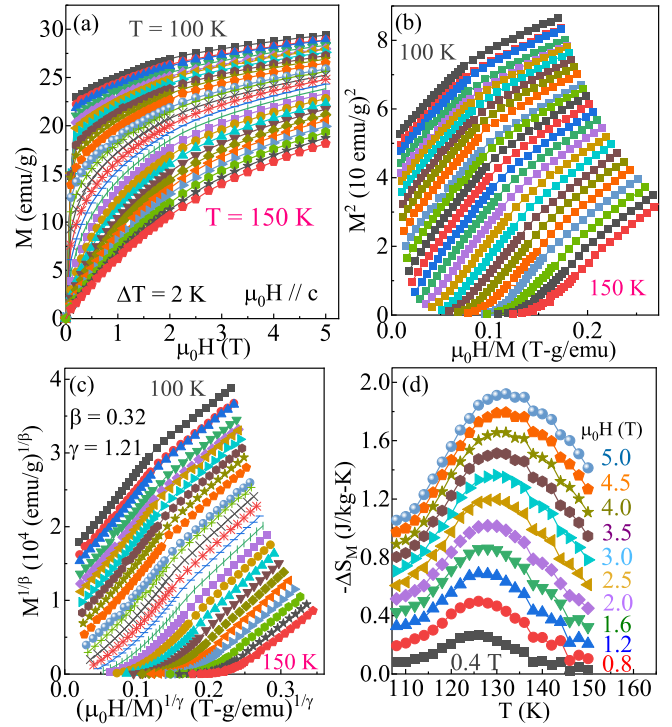 (a)
T = 100 K
T = 150 K
ΔT = 2 K
μ₀H // c
M (emu/g)
35
30
25
20
15
10
5
0
0 1 2 3 4 5
μ₀H (T)
(b)
100 K
150 K
M² (10 emu/g)²
8
6
4
2
0
0.0 0.1 0.2
μ₀H/M (T-g/emu)
(c)
100 K
β = 0.32
γ = 1.21
150 K
M^{1/β} (10⁴ (emu/g)^{1/β})
4
3
2
1
0
0.0 0.1 0.2 0.3
(μ₀H/M)^{1/γ} (T-g/emu)^{1/γ}
(d)
μ₀H (T)
5.0
4.5
4.0
3.5
3.0
2.5
2.0
1.6
1.2
0.8
0.4 T
-ΔS_M (J/kg-K)
2.0
1.6
1.2
0.8
0.4
0.0
110 120 130 140 150
T (K)